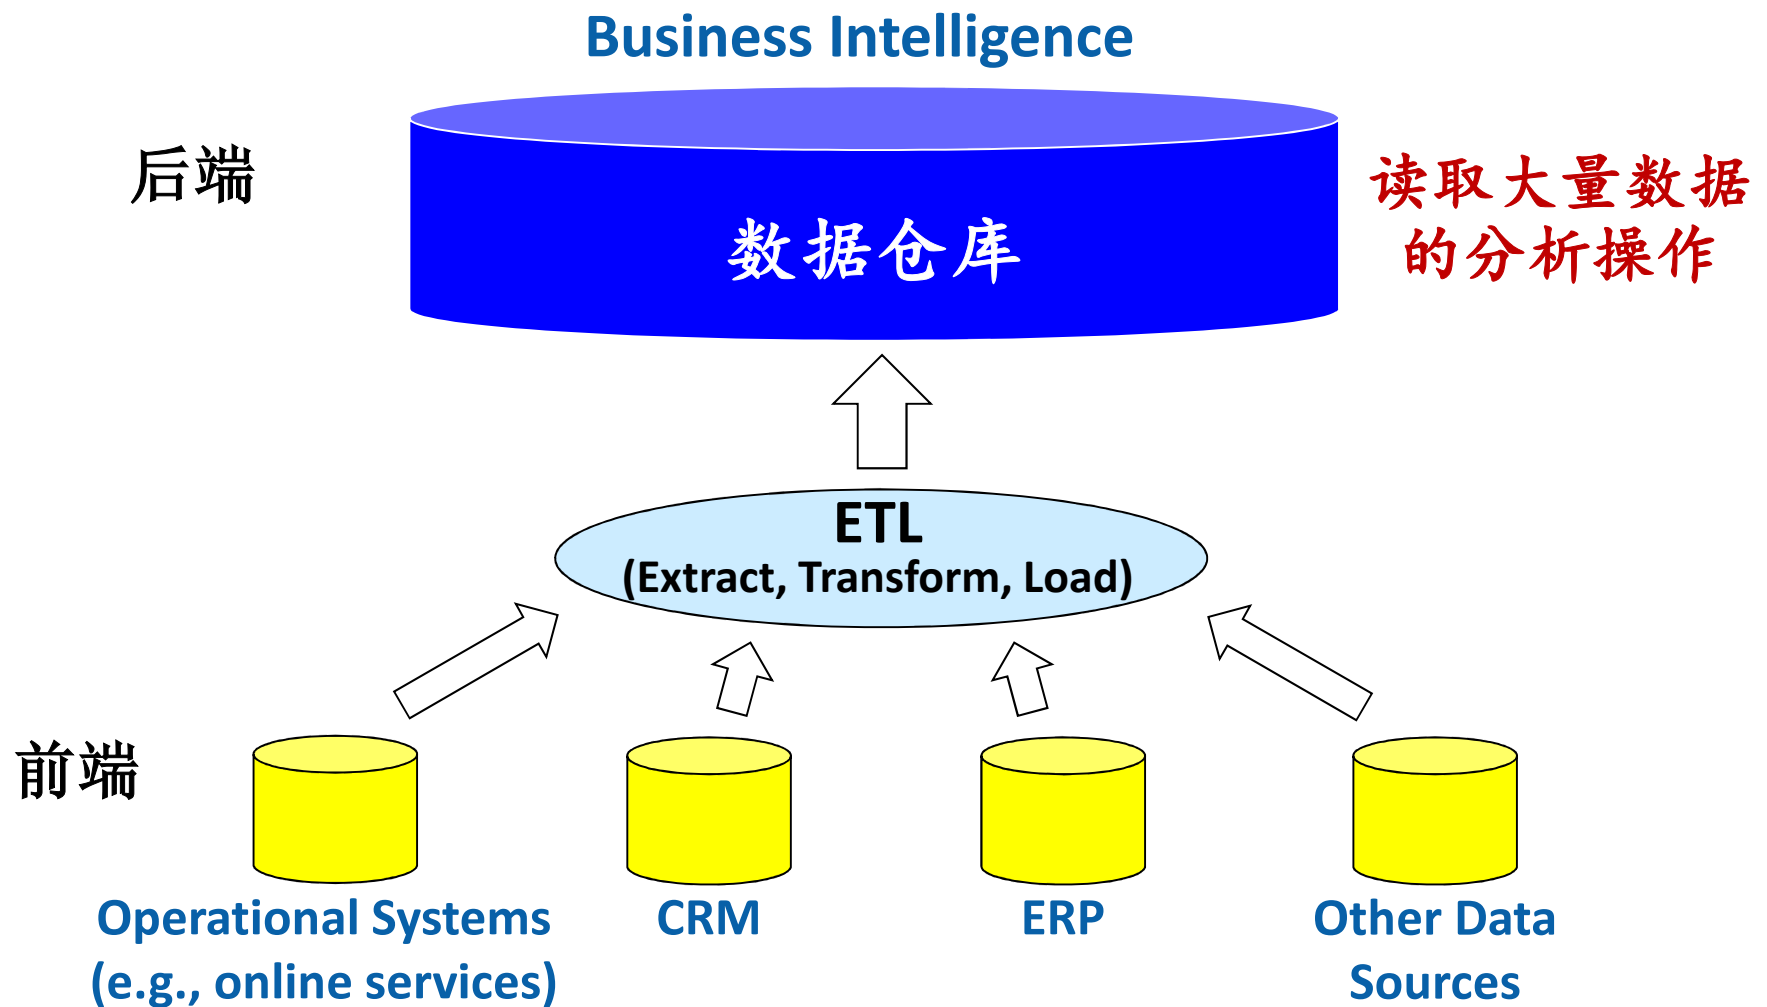 Business Intelligence
后端
数据仓库
读取大量数据
的分析操作
ETL
(Extract, Transform, Load)
前端
Operational Systems
(e.g., online services)
CRM
ERP
Other Data
Sources